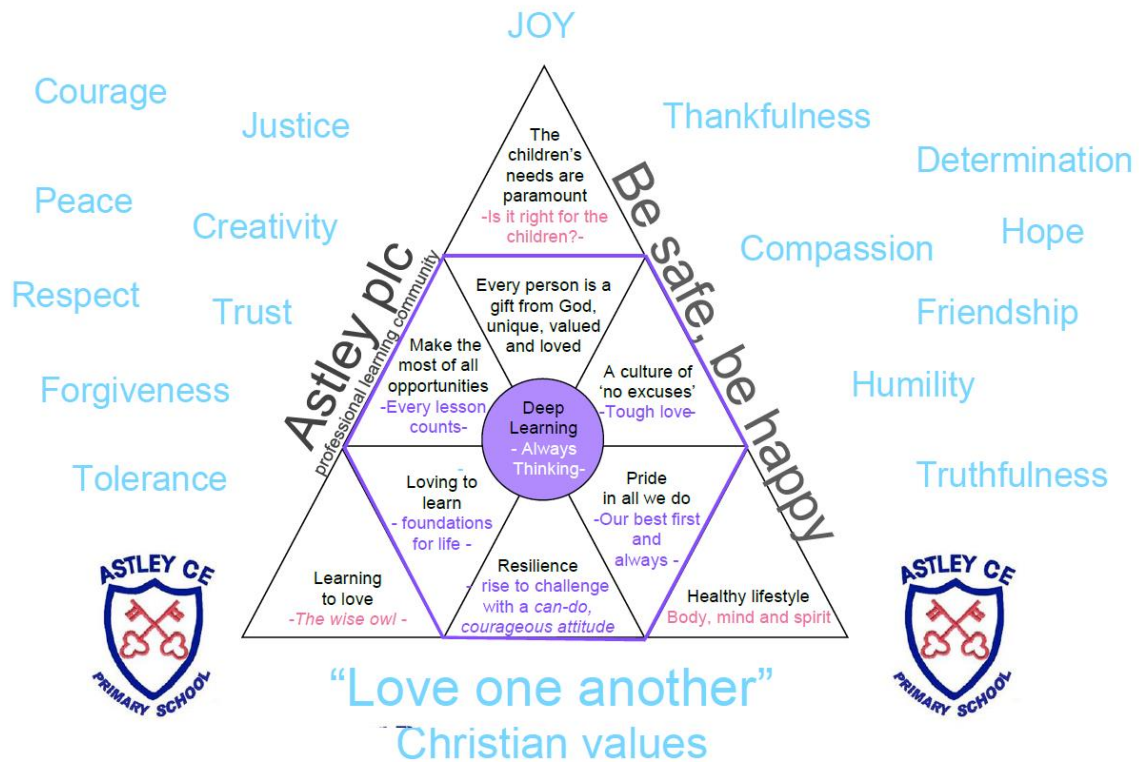 JOY
Courage
Justice
Thankfulness
Determination
Peace
Creativity
Compassion
Hope
Respect
Trust
Friendship
Forgiveness
Humility
Tolerance
Truthfulness
Astley plc
professional learning community
Be safe, be happy
The
children's
needs are
paramount
-Is it right for the
children?-
Every person is a
gift from God,
unique, valued
and loved
Make the
most of all
opportunities
-Every lesson
counts-
A culture of
'no excuses'
-Tough love-
Deep
Learning
- Always
Thinking-
-
Loving to
learn
- foundations
for life -
Pride
in all we do
-Our best first
and
always -
Resilience
- rise to challenge
with a can-do,
courageous attitude
Learning
to love
-The wise owl -
Healthy lifestyle
Body, mind and spirit
ASTLEY CE
PRIMARY SCHOOL
ASTLEY CE
PRIMARY SCHOOL
“Love one another”
Christian values